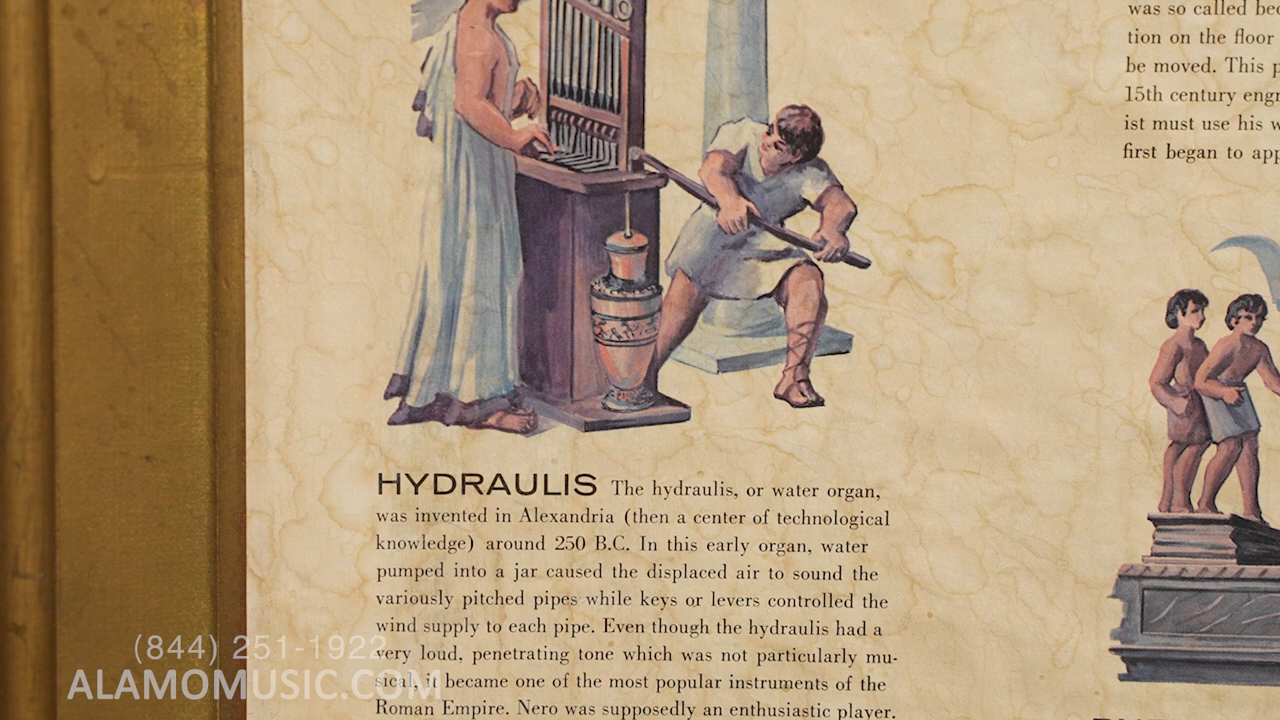 was so called
tion on the floor
be moved. This
15th century
ist must use his
first began to
HYDRAULIS The hydraulis, or water organ,
was invented in Alexandria (then a center of technological
knowledge) around 250 B.C. In this early organ, water
pumped into a jar caused the displaced air to sound the
variously pitched pipes while keys or levers controlled the
wind supply to each pipe. Even though the hydraulis had a
very loud, penetrating tone which was not particularly mu-
sical, it became one of the most popular instruments of the
Roman Empire. Nero was supposedly an enthusiastic player.
(844) 251-1922
ALAMOMUSIC.COM